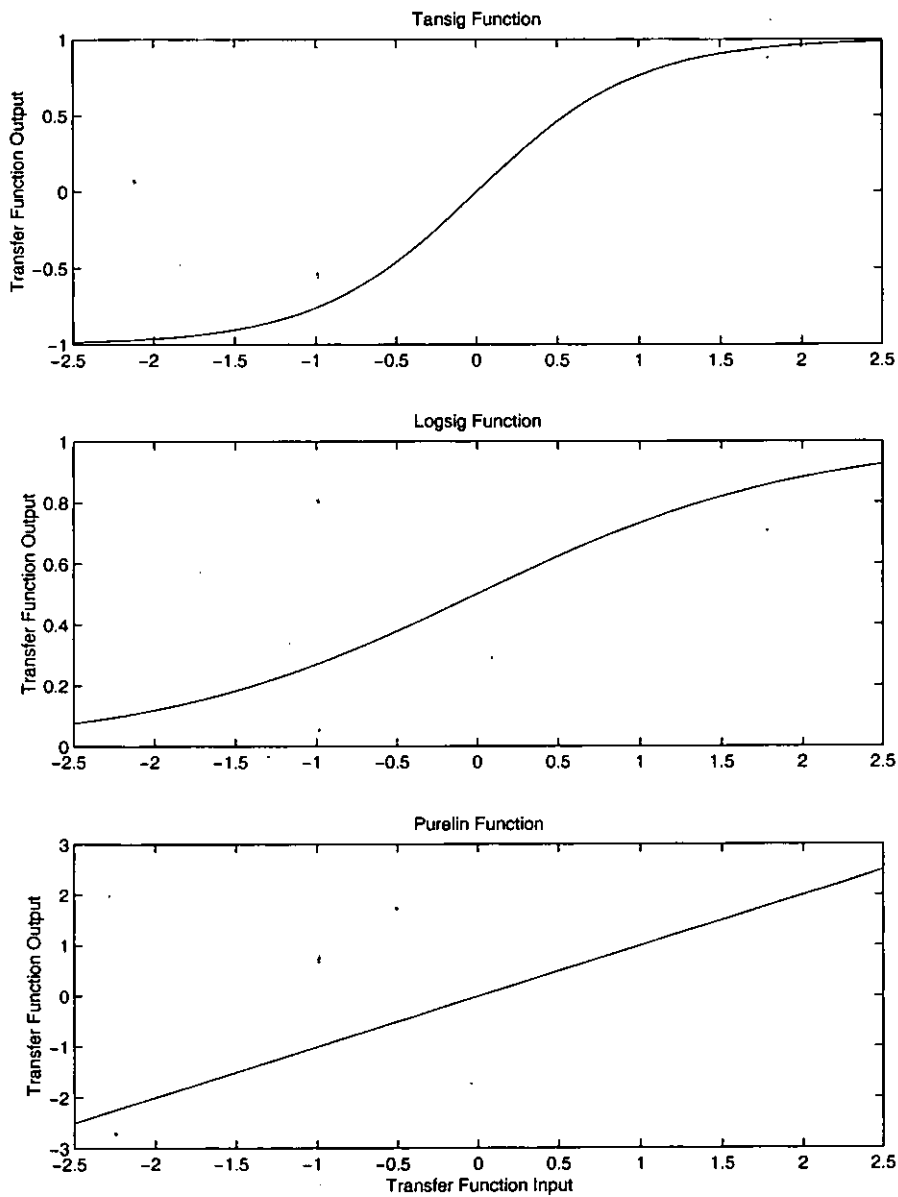 Tansig Function
1
0.5
0
−0.5
−1
Transfer Function Output
−2.5 −2 −1.5 −1 −0.5 0 0.5 1 1.5 2 2.5
Logsig Function
1
0.8
0.6
0.4
0.2
0
Transfer Function Output
−2.5 −2 −1.5 −1 −0.5 0 0.5 1 1.5 2 2.5
Purelin Function
3
2
1
0
−1
−2
−3
Transfer Function Output
−2.5 −2 −1.5 −1 −0.5 0 0.5 1 1.5 2 2.5
Transfer Function Input